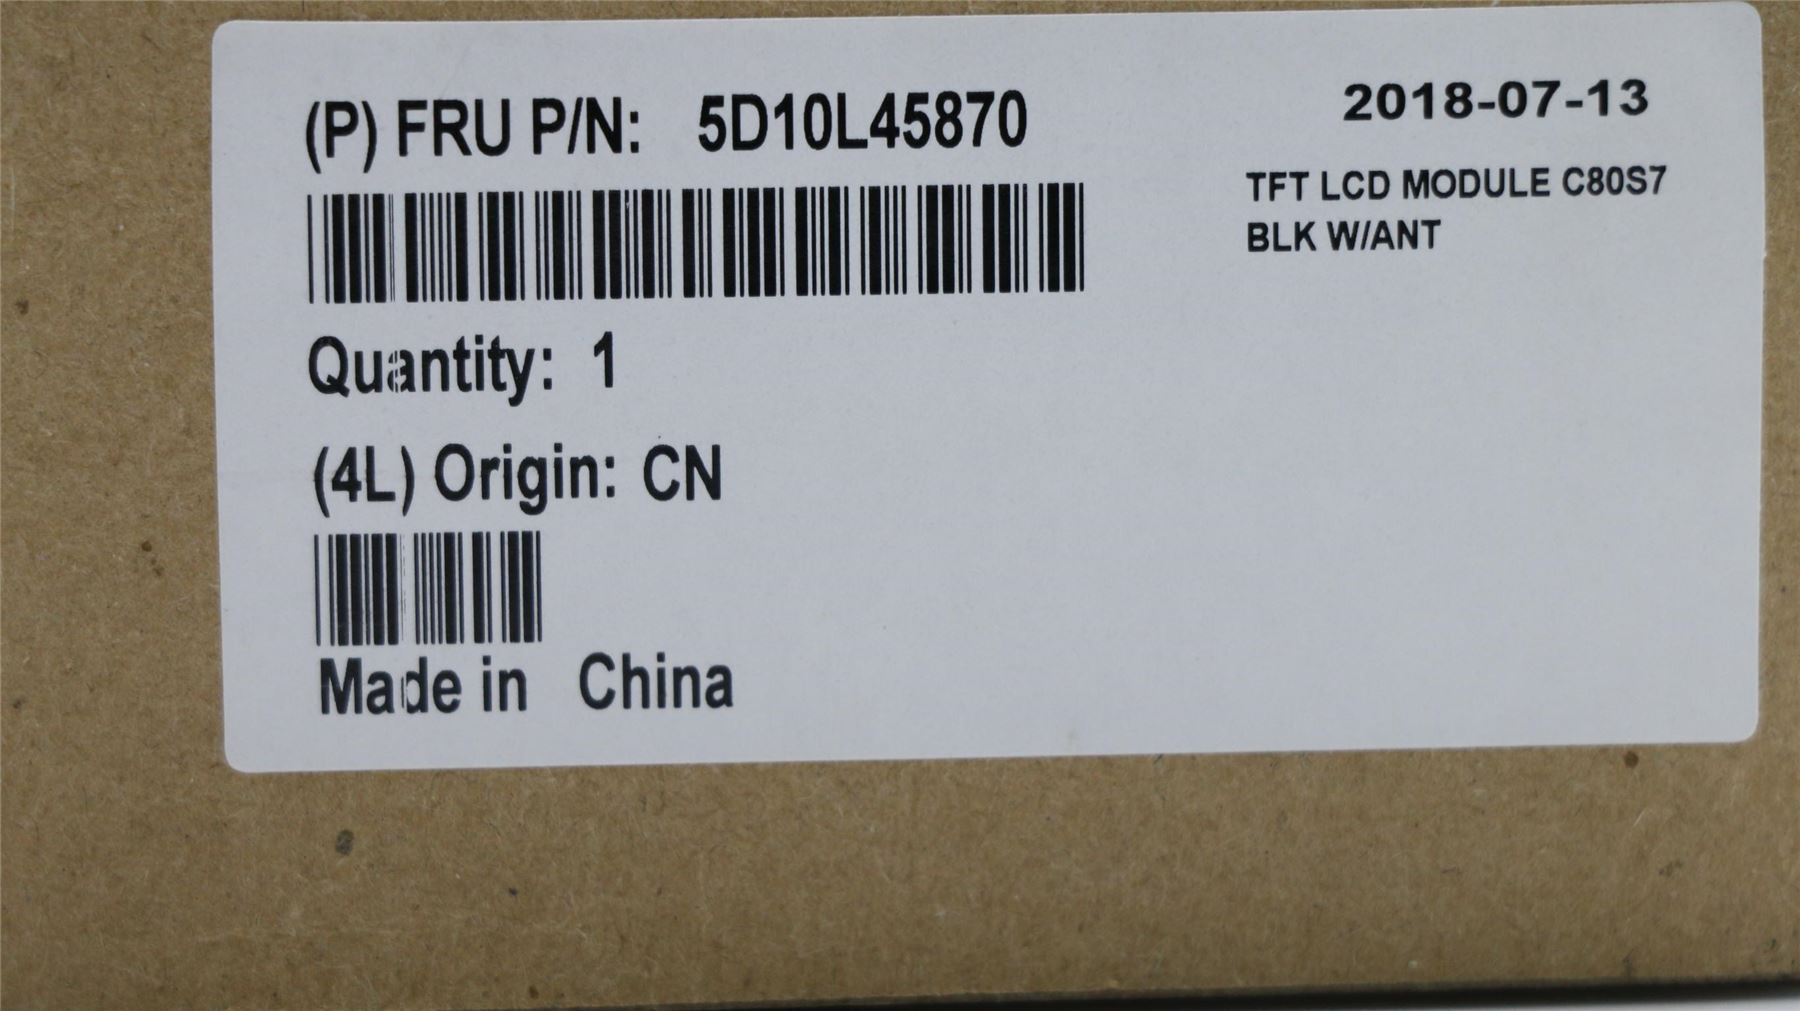 (P) FRU P/N: 5D10L45870
2018-07-13
TFT LCD MODULE C80S7
BLK W/ANT
Quantity: 1
(4L) Origin: CN
Made in China